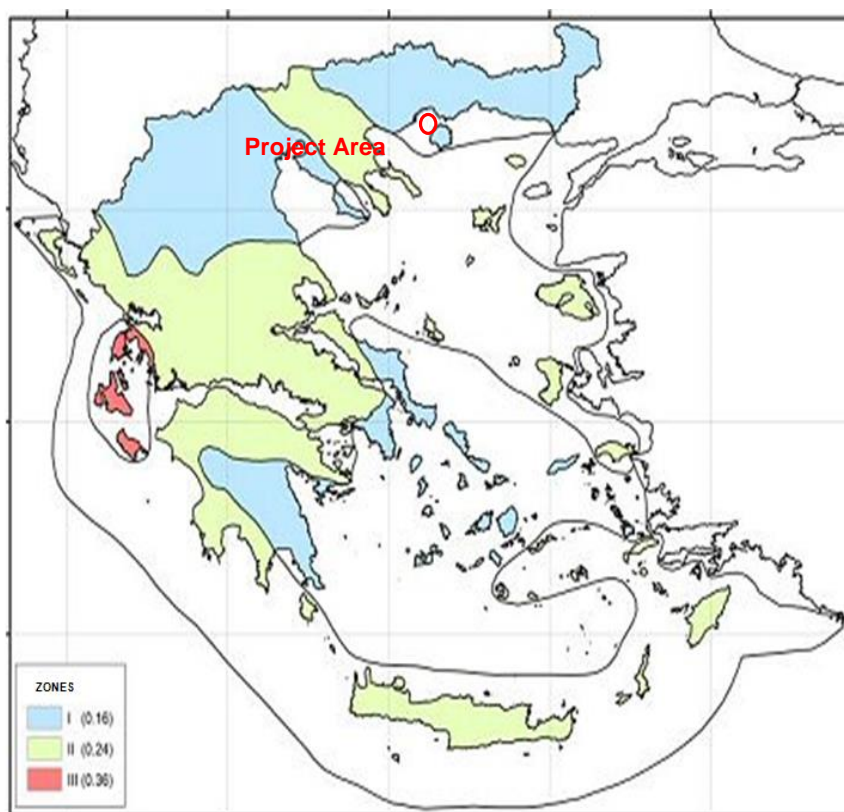 Project Area
ZONES
I (0.16)
II (0.24)
III (0.36)